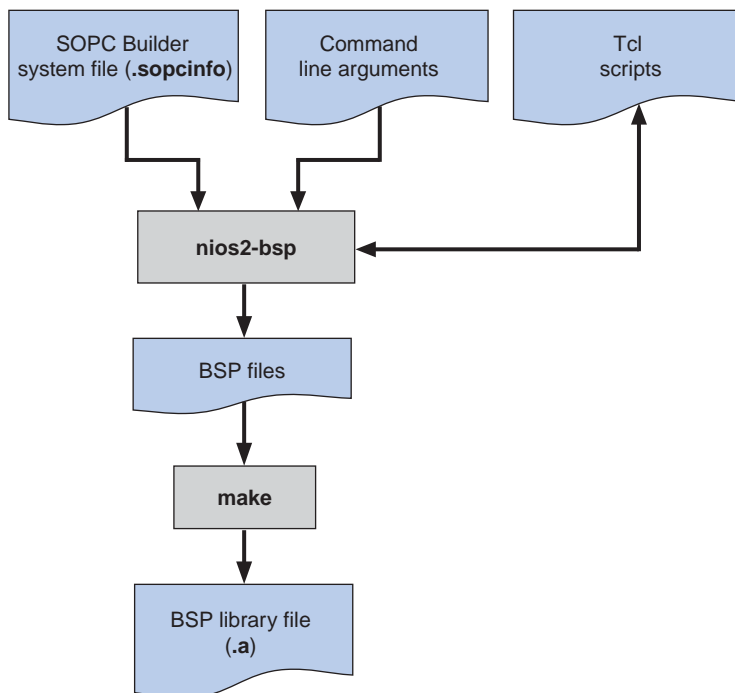 SOPC Builder
system file (.sopcinfo)
Command
line arguments
Tcl
scripts
nios2-bsp
BSP files
make
BSP library file
(.a)